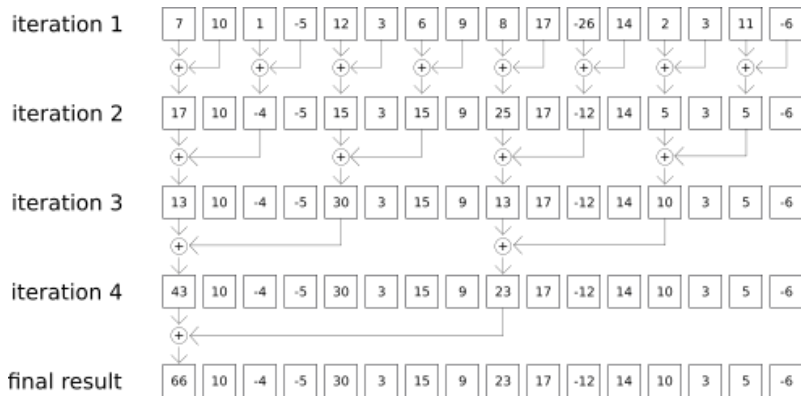 iteration 1 7 10 1 -5 12 3 6 9 8 17 -26 14 2 3 11 -6
+ + + + + + + +
iteration 2 17 10 -4 -5 15 3 15 9 25 17 -12 14 5 3 5 -6
+ + + +
iteration 3 13 10 -4 -5 30 3 15 9 13 17 -12 14 10 3 5 -6
+ +
iteration 4 43 10 -4 -5 30 3 15 9 23 17 -12 14 10 3 5 -6
+
final result 66 10 -4 -5 30 3 15 9 23 17 -12 14 10 3 5 -6